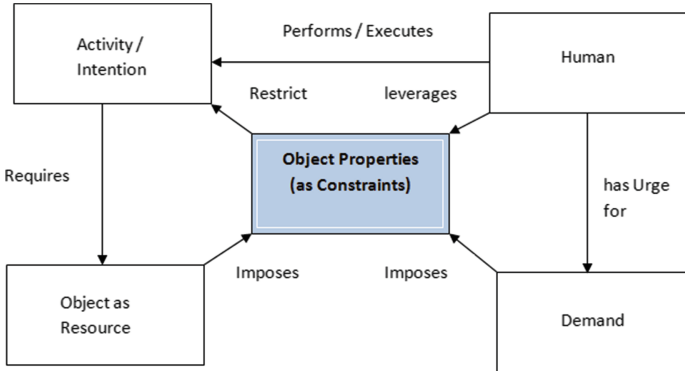 Performs / Executes
Activity /
Intention
Human
Restrict
leverages
Object Properties
(as Constraints)
Requires
has Urge
for
Imposes
Imposes
Object as
Resource
Demand